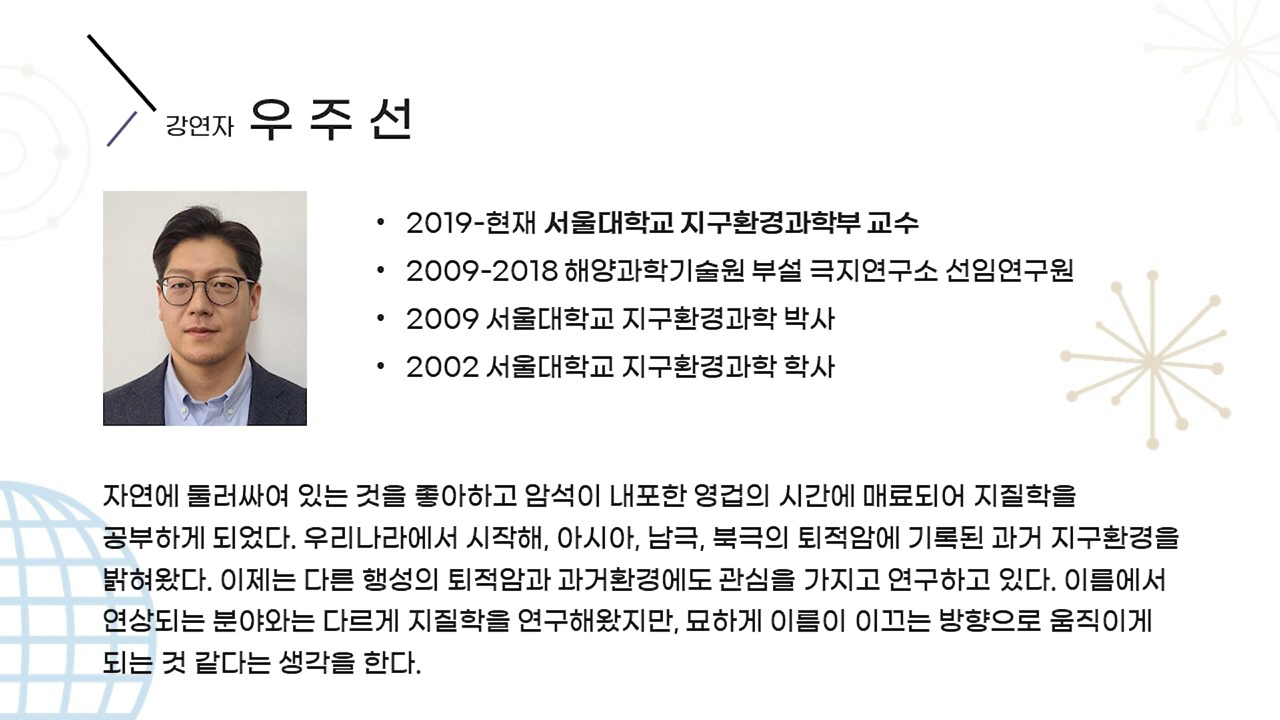 강연자 우 주 선
• 2019-현재 서울대학교 지구환경과학부 교수
• 2009-2018 해양과학기술원 부설 극지연구소 선임연구원
• 2009 서울대학교 지구환경과학 박사
• 2002 서울대학교 지구환경과학 학사
자연에 둘러싸여 있는 것을 좋아하고 암석이 내포한 영겁의 시간에 매료되어 지질학을
공부하게 되었다. 우리나라에서 시작해, 아시아, 남극, 북극의 퇴적암에 기록된 과거 지구환경을
밝혀왔다. 이제는 다른 행성의 퇴적암과 과거환경에도 관심을 가지고 연구하고 있다. 이름에서
연상되는 분야와는 다르게 지질학을 연구해왔지만, 묘하게 이름이 이끄는 방향으로 움직이게
되는 것 같다는 생각을 한다.